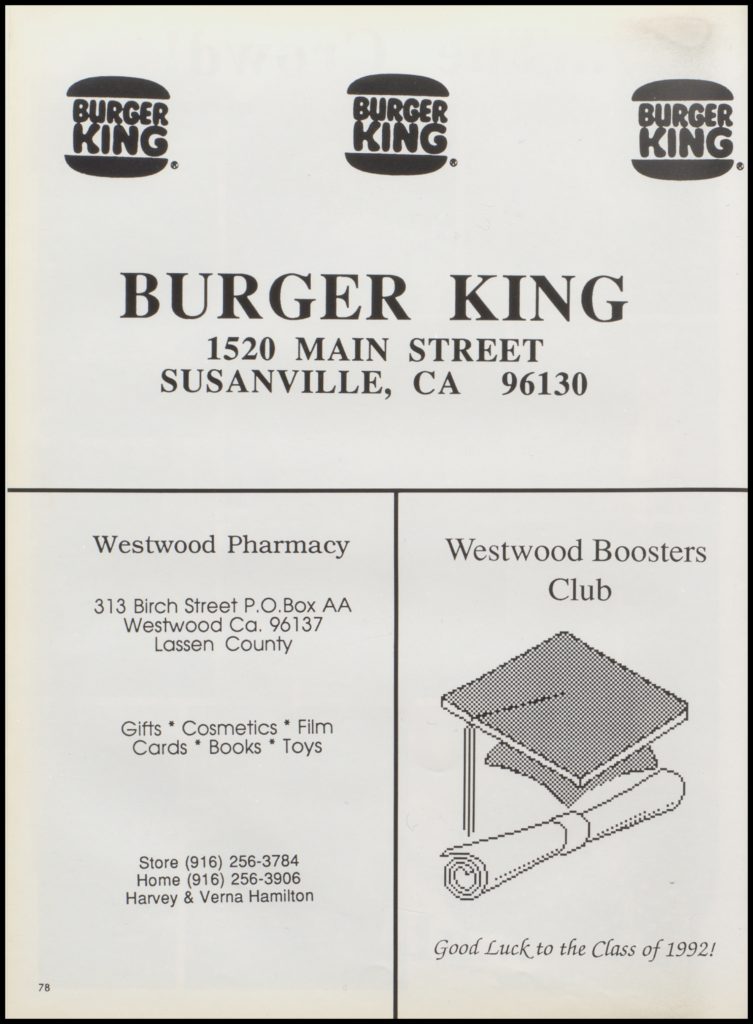 BURGER
KING
BURGER
KING
BURGER
KING
BURGER KING
1520 MAIN STREET
SUSANVILLE, CA 96130
Westwood Pharmacy
313 Birch Street P.O.Box AA
Westwood Ca. 96137
Lassen County
Gifts * Cosmetics * Film
Cards * Books * Toys
Store (916) 256-3784
Home (916) 256-3906
Harvey & Verna Hamilton
Westwood Boosters
Club
Good Luck to the Class of 1992!
78